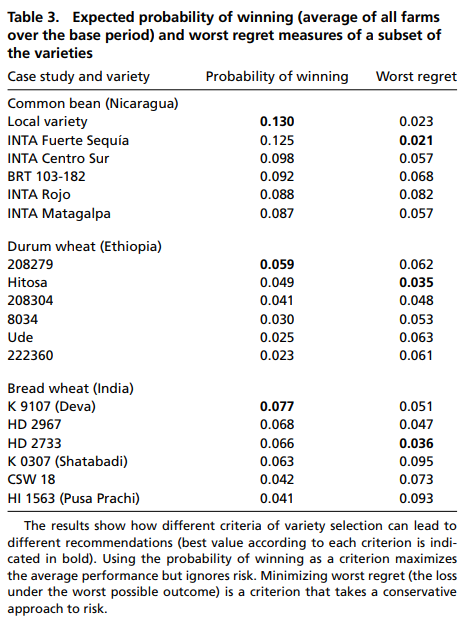 Table 3. Expected probability of winning (average of all farms
over the base period) and worst regret measures of a subset of
the varieties
Case study and variety Probability of winning Worst regret
Common bean (Nicaragua)
Local variety 0.130 0.023
INTA Fuerte Sequía 0.125 0.021
INTA Centro Sur 0.098 0.057
BRT 103-182 0.092 0.068
INTA Rojo 0.088 0.082
INTA Matagalpa 0.087 0.057
Durum wheat (Ethiopia)
208279 0.059 0.062
Hitosa 0.049 0.035
208304 0.041 0.048
8034 0.030 0.053
Ude 0.025 0.063
222360 0.023 0.061
Bread wheat (India)
K 9107 (Deva) 0.077 0.051
HD 2967 0.068 0.047
HD 2733 0.066 0.036
K 0307 (Shatabadi) 0.063 0.095
CSW 18 0.042 0.073
HI 1563 (Pusa Prachi) 0.041 0.093
The results show how different criteria of variety selection can lead to
different recommendations (best value according to each criterion is indi-
cated in bold). Using the probability of winning as a criterion maximizes
the average performance but ignores risk. Minimizing worst regret (the loss
under the worst possible outcome) is a criterion that takes a conservative
approach to risk.